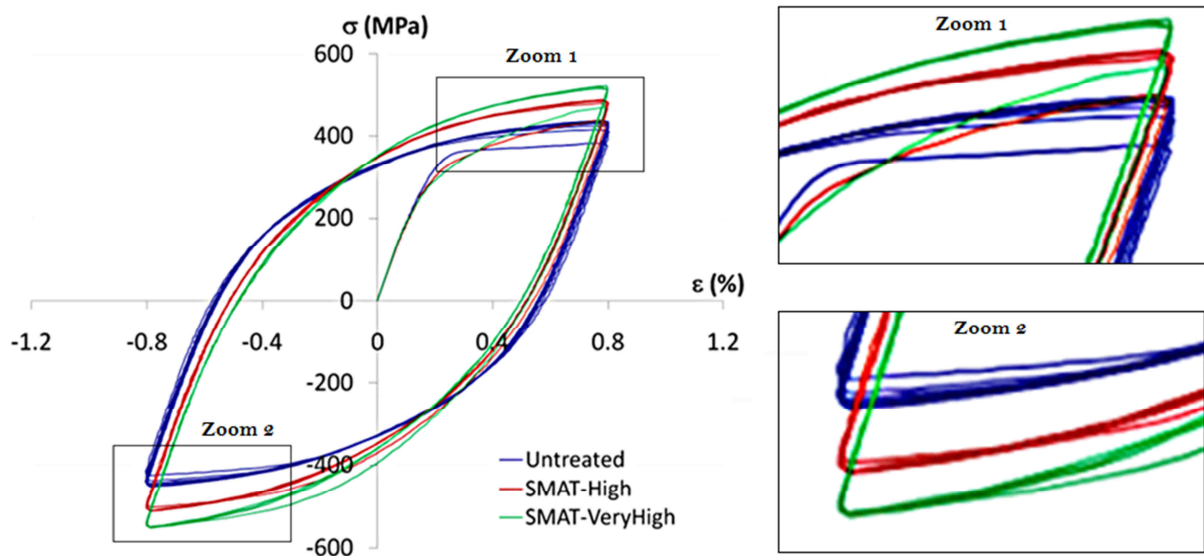 σ (MPa)
600
Zoom 1
400
200
0
ε (%)
-1.2
-0.8
-0.4
0
0.4
0.8
1.2
-200
Zoom 2
-400
-600
Untreated
SMAT-High
SMAT-VeryHigh
Zoom 1
Zoom 2